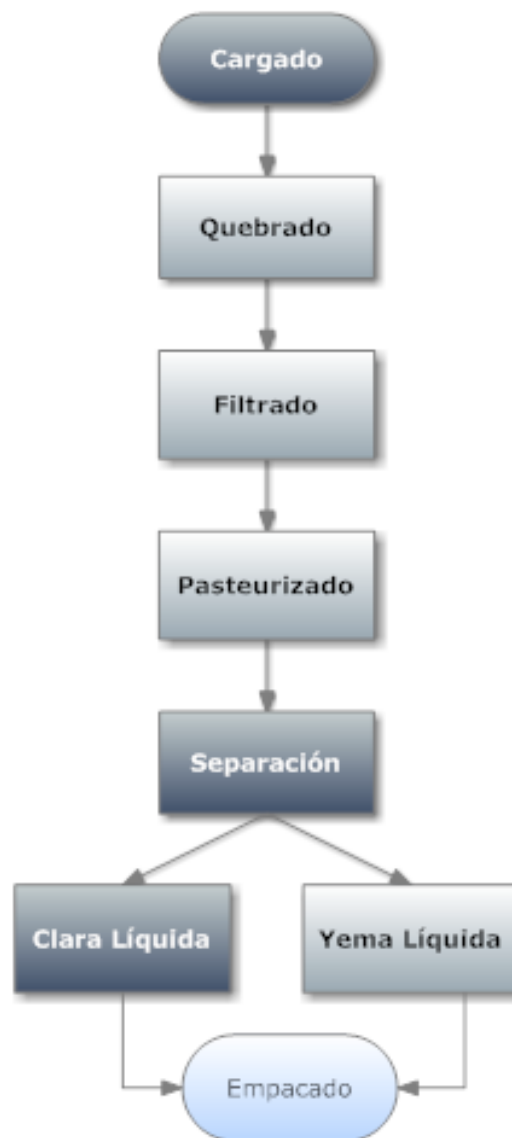 Cargado
Quebrado
Filtrado
Pasteurizado
Separación
Clara Líquida
Yema Líquida
Empacado